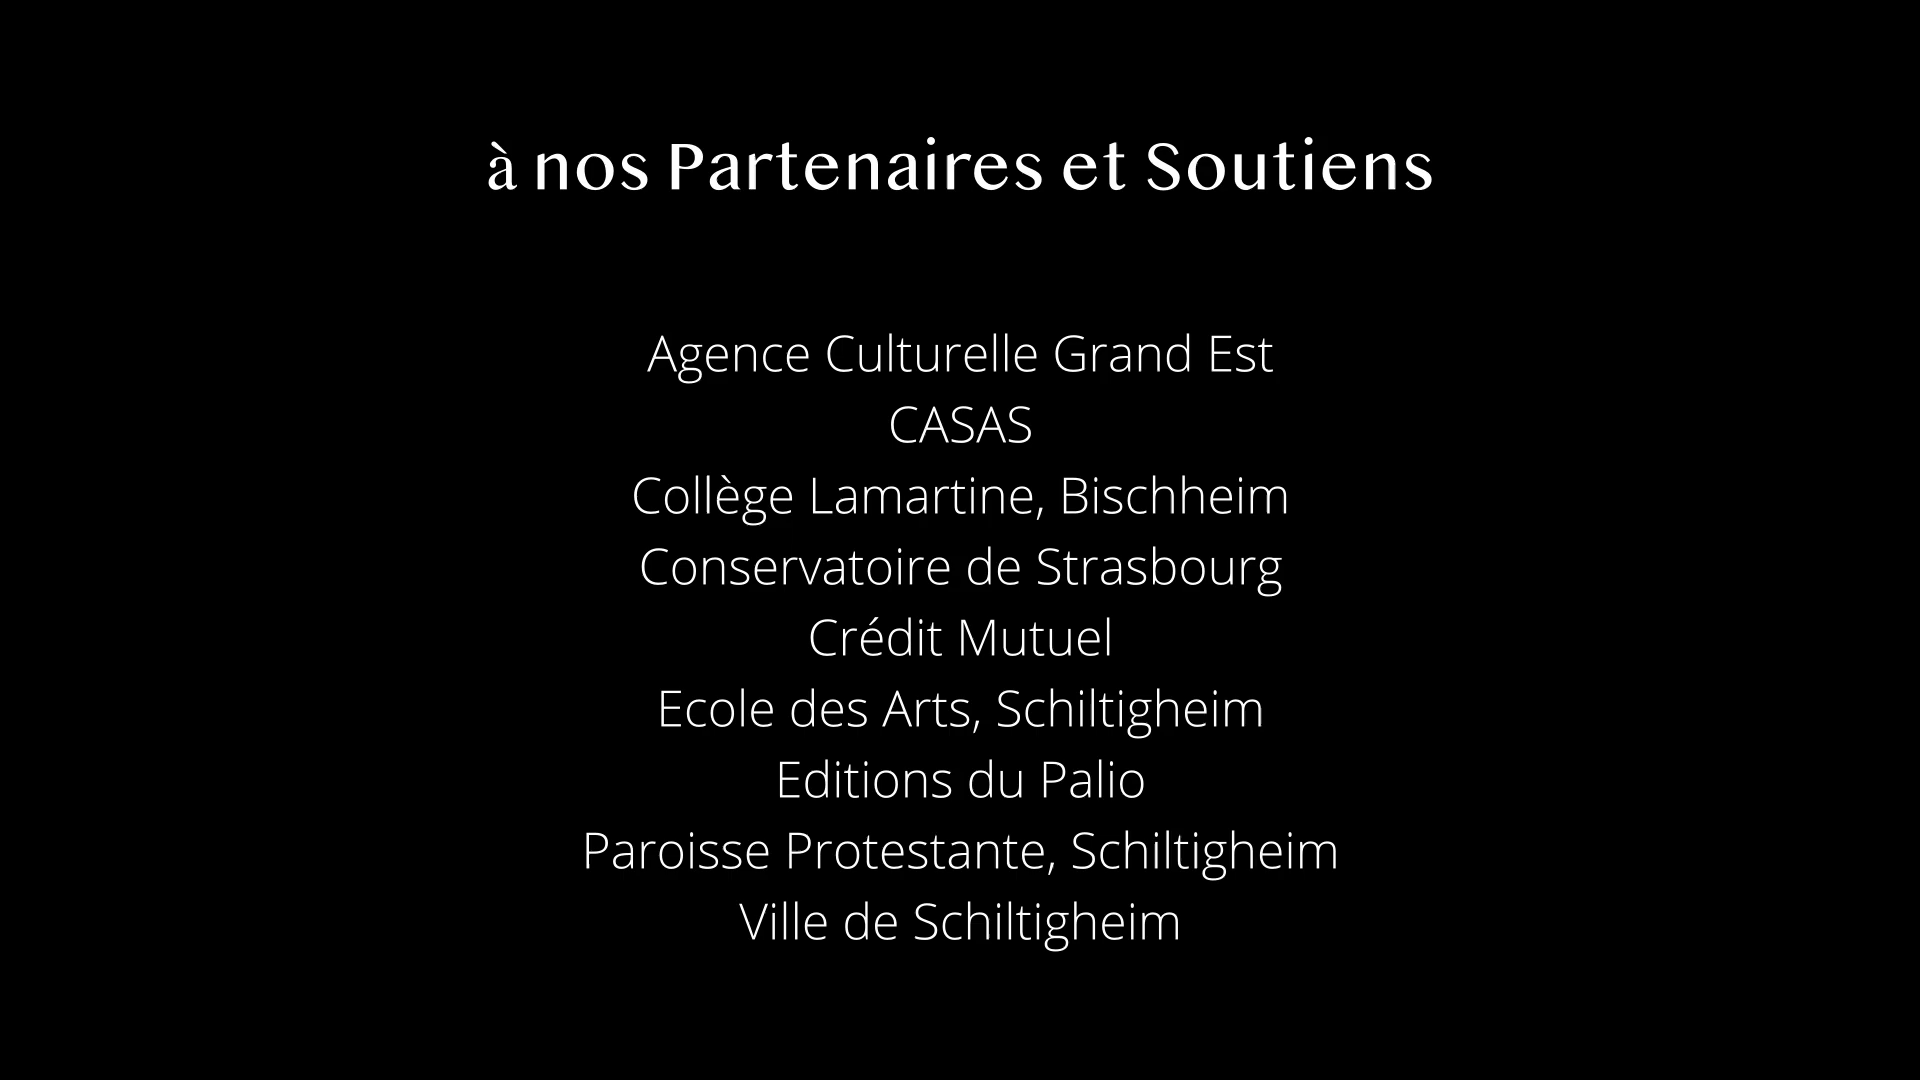 à nos Partenaires et Soutiens
Agence Culturelle Grand Est
CASAS
Collège Lamartine, Bischheim
Conservatoire de Strasbourg
Crédit Mutuel
Ecole des Arts, Schiltigheim
Editions du Palio
Paroisse Protestante, Schiltigheim
Ville de Schiltigheim